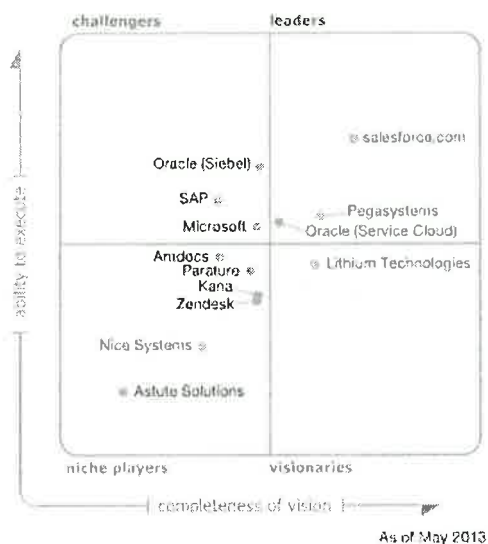 challengers
leaders
salesforce.com
Oracle (Siebel)
SAP
Pegasystems
Microsoft
Oracle (Service Cloud)
Amdocs
Lithium Technologies
Parature
Kana
Zendesk
Nice Systems
Astute Solutions
niche players
visionaries
ability to execute
completeness of vision
As of May 2013